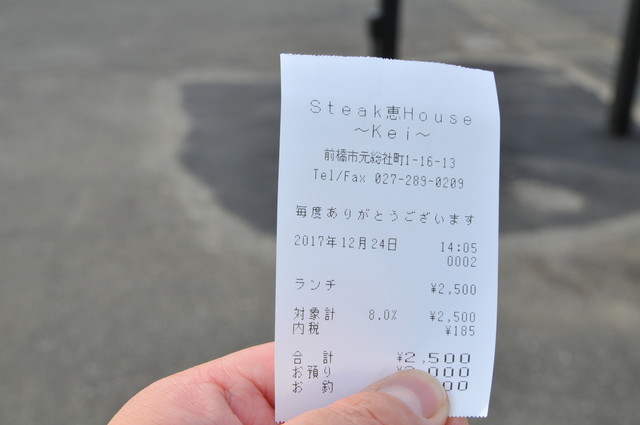 Steak恵House
～Kei～
前橋市元総社町1-16-13
Tel/Fax 027-289-0209
毎度ありがとうございます
2017年12月24日 14:05
0002
ランチ ¥2,500
対象計 8.0% ¥2,500
内税 ¥185
合 計 ¥2,500
お預り
お 釣